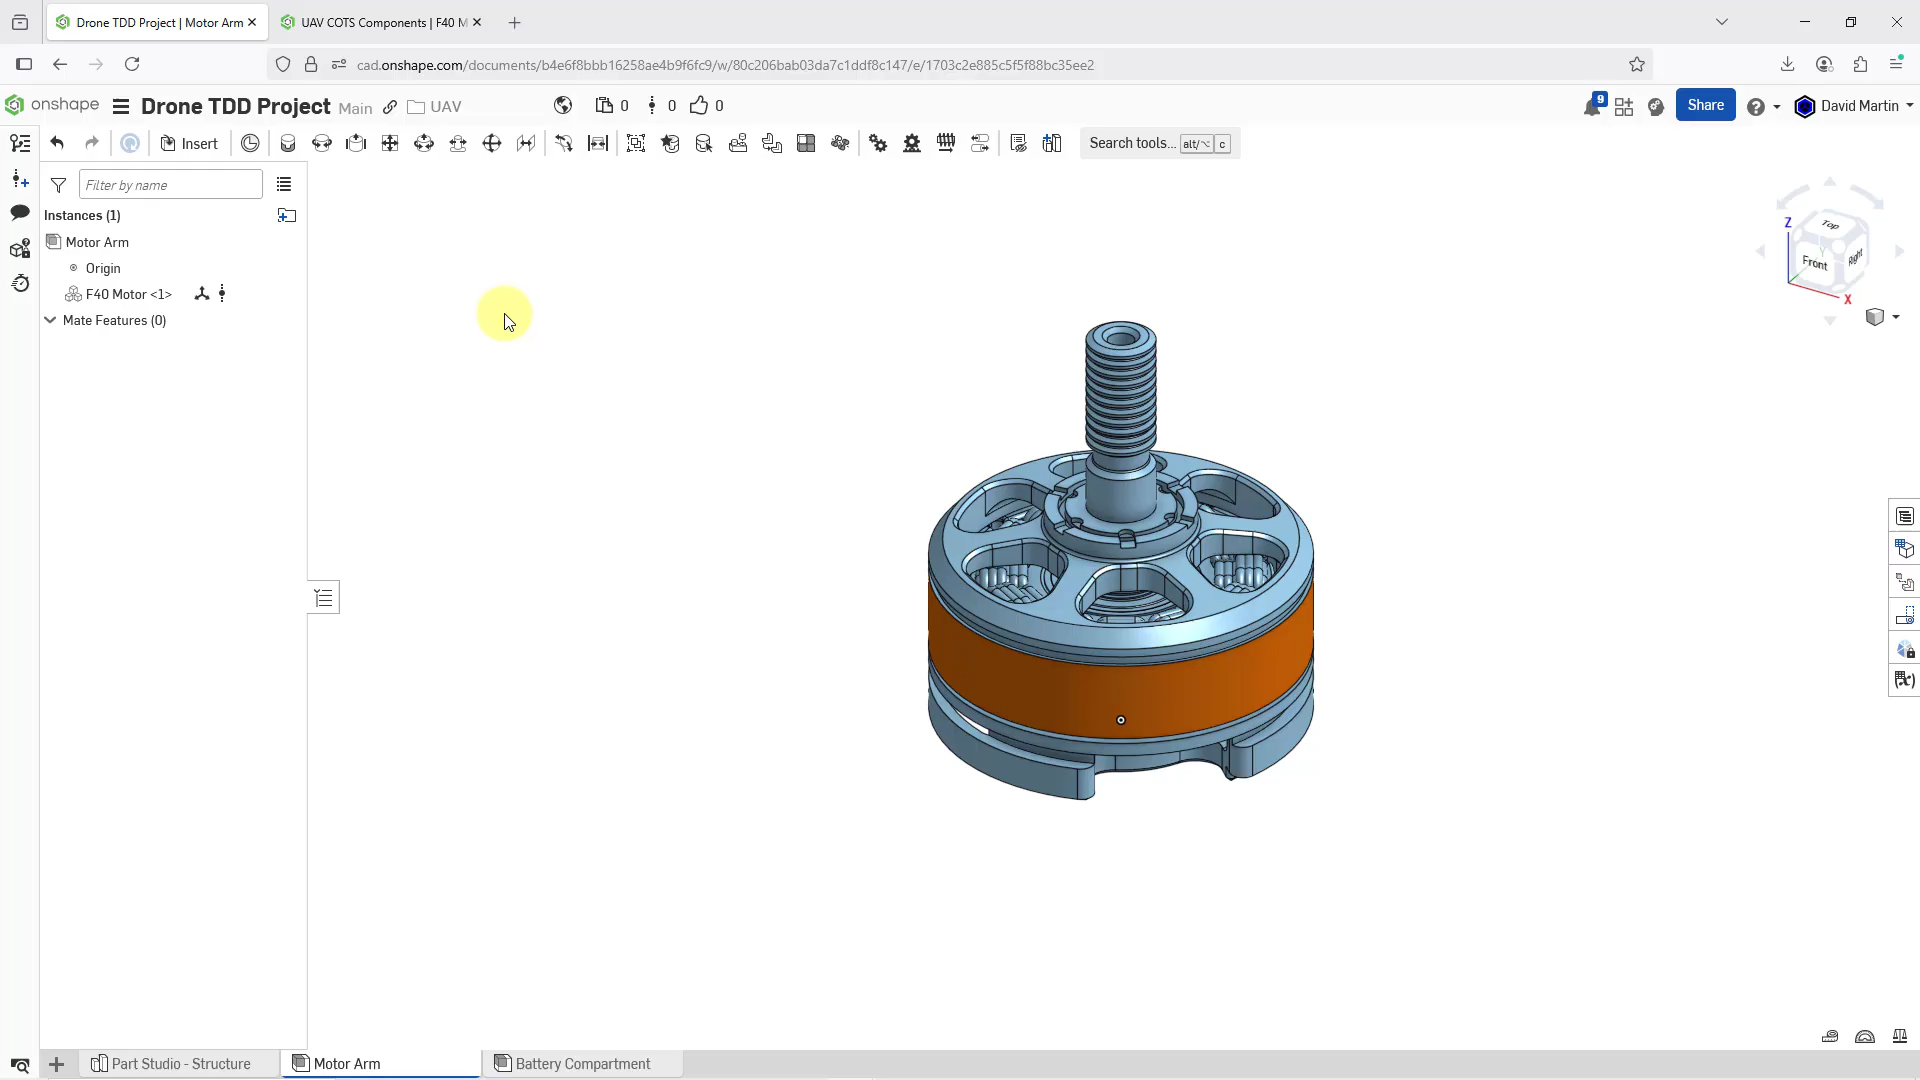 Drone TDD Project | Motor Arm
UAV COTS Components | F40 M
cad.onshape.com/documents/b4e6f8bbb16258ae4b9f6fc9/w/80c206bab03da7c1ddf8c147/e/1703c2e885c5f5f88bc35ee2
onshape
Drone TDD Project
Main
UAV
0
0
0
9
Share
David Martin
Insert
Search tools... alt/⌥ c
Filter by name
Instances (1)
Motor Arm
Origin
F40 Motor <1>
Mate Features (0)
Z
Top
Y
Front
Right
X
Part Studio - Structure
Motor Arm
Battery Compartment